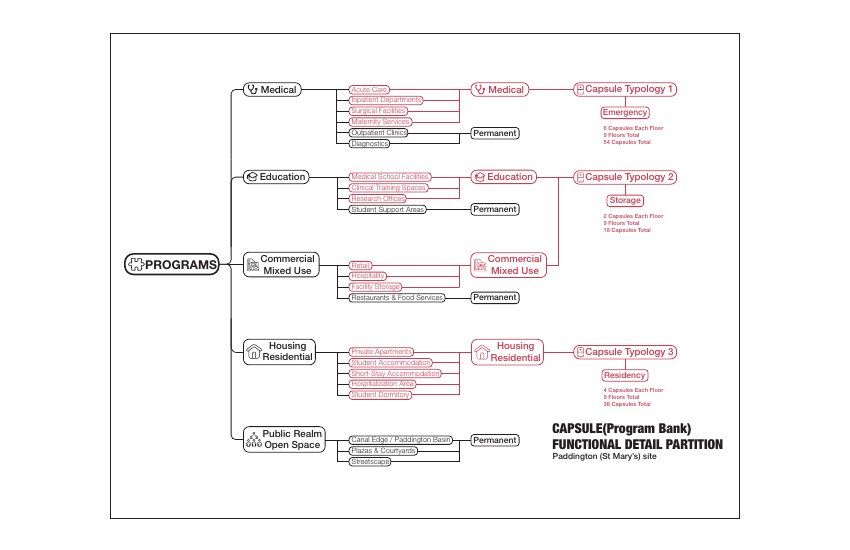 Medical
Acute Care
Inpatient Departments
Surgical Facilities
Maternity Services
Outpatient Clinics
Diagnostics
Medical
Permanent
Capsule Typology 1
Emergency
6 Capsules Each Floor
9 Floors Total
54 Capsules Total
Education
Medical School Facilities
Clinical Training Spaces
Research Offices
Student Support Areas
Education
Permanent
Capsule Typology 2
Storage
2 Capsules Each Floor
9 Floors Total
18 Capsules Total
PROGRAMS
Commercial
Mixed Use
Retail
Hospitality
Facility Storage
Restaurants & Food Services
Commercial
Mixed Use
Permanent
Housing
Residential
Private Apartments
Student Accommodation
Short-Stay Accommodation
Hospitalization Area
Student Dormitory
Housing
Residential
Capsule Typology 3
Residency
4 Capsules Each Floor
9 Floors Total
36 Capsules Total
Public Realm
Open Space
Canal Edge / Paddington Basin
Plazas & Courtyards
Streetscape
Permanent
CAPSULE(Program Bank)
FUNCTIONAL DETAIL PARTITION
Paddington (St Mary's) site